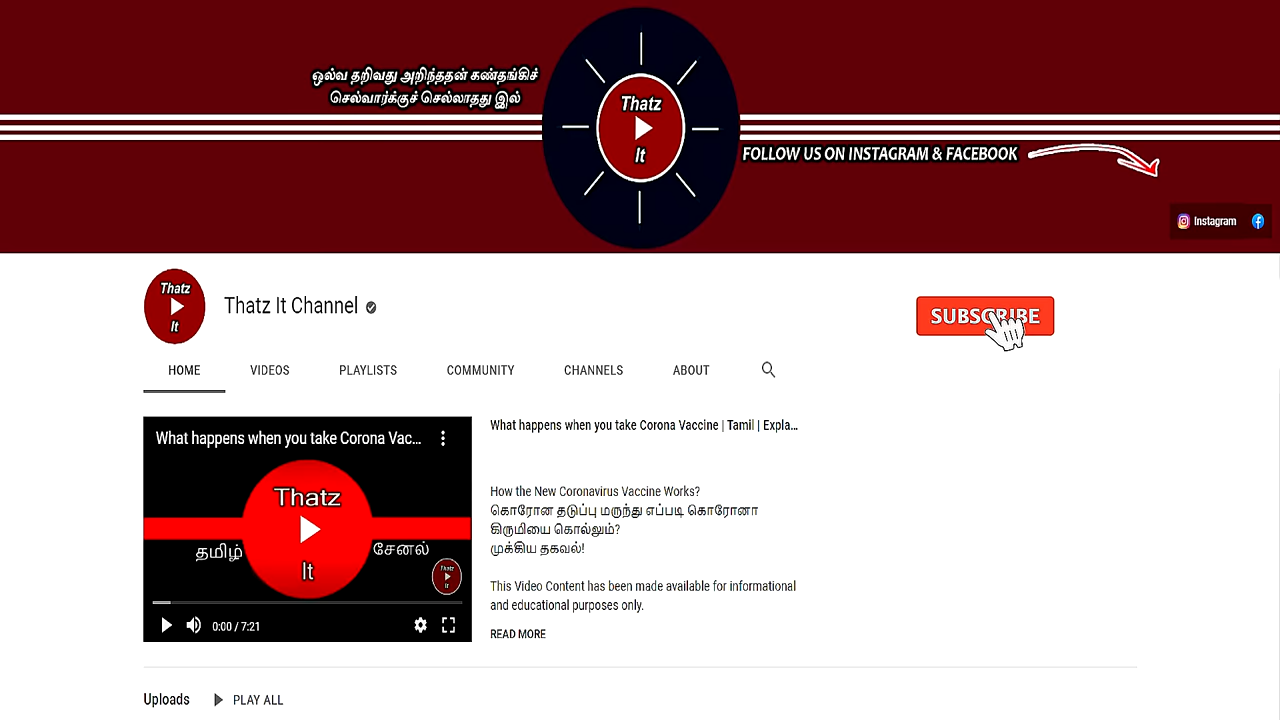 ஒல்வ தறிவது அறிந்ததன் கண்தங்கிச்
செல்வார்க்குச் செல்லாதது இல்
Thatz
It
FOLLOW US ON INSTAGRAM & FACEBOOK
Instagram
Thatz
It
Thatz It Channel
SUBSCRIBE
HOME VIDEOS PLAYLISTS COMMUNITY CHANNELS ABOUT
What happens when you take Corona Vac...
Thatz
தமிழ் சேனல்
It
Thatz
It
0:00 / 7:21
What happens when you take Corona Vaccine | Tamil | Expla...
How the New Coronavirus Vaccine Works?
கொரோன தடுப்பு மருந்து எப்படி கொரோனா
கிருமியை கொல்லும்?
முக்கிய தகவல்!
This Video Content has been made available for informational
and educational purposes only.
READ MORE
Uploads PLAY ALL